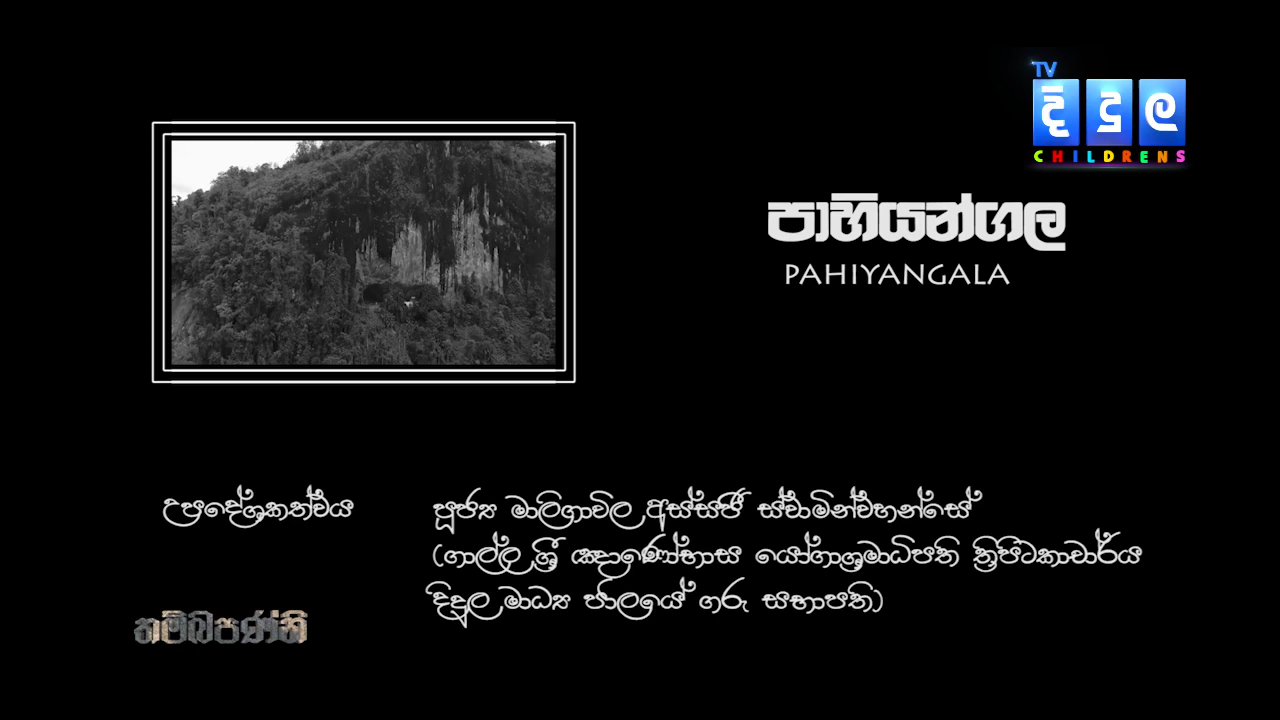 TV
දිදුල
CHILDRENS
පාහියන්ගල
PAHIYANGALA
උපදේශකත්වය
පූජ්‍ය මාලිගාවිල අස්සජී ස්වාමින්වහන්සේ
(ගාල්ල ශ්‍රී ඤාණෝභාස යෝගාශ්‍රමාධිපති ත්‍රිපිටකාචාර්ය
දිදුල මාධ්‍ය ජාලයේ ගරු සභාපති)
තම්බපණ්ති